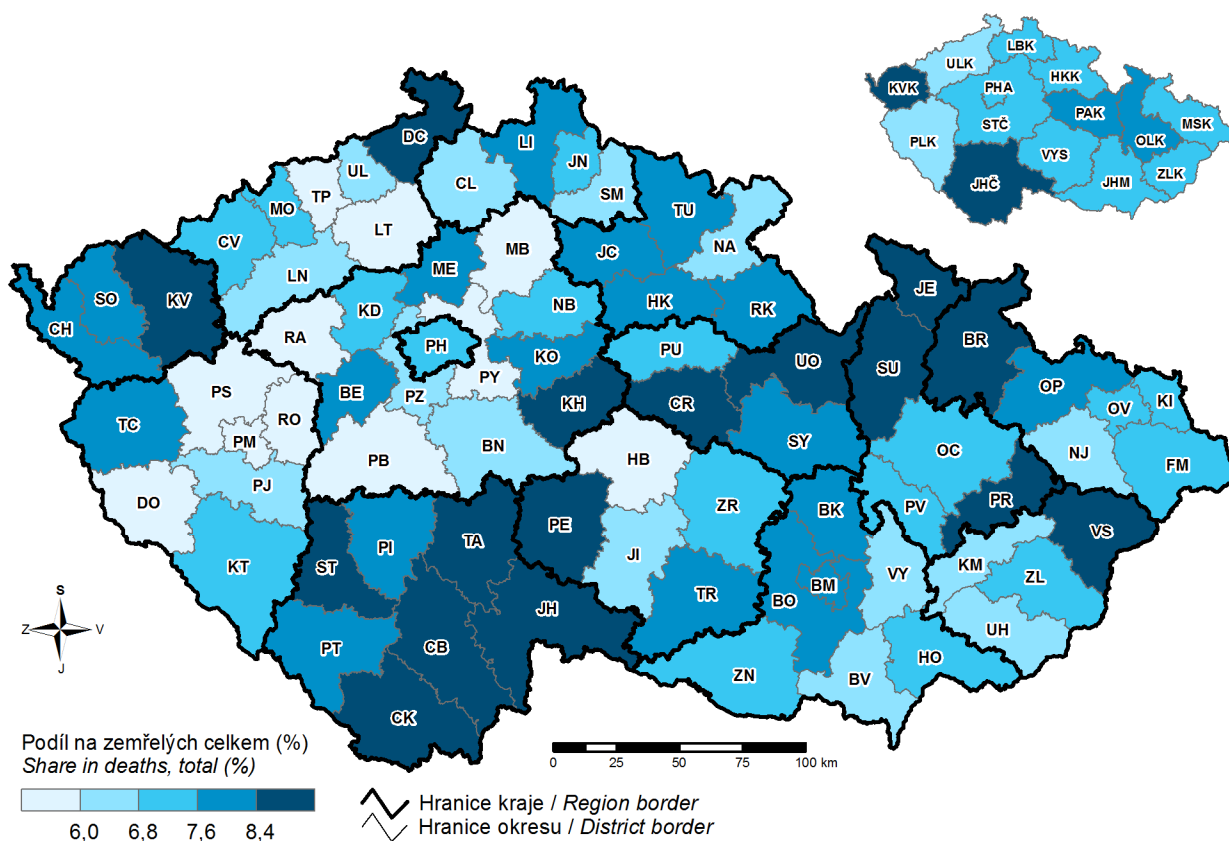 LBK
ULK
HKK
KVK
PHA
PAK
MSK
STČ
PLK
OLK
VYS
ZLK
JHČ
JHM
DC
LI
JN
UL
CL
SM
TP
MO
TU
LT
CV
NA
MB
JC
ME
LN
JE
SO
KV
NB
HK
RK
KD
CH
BR
RA
PH
PU
UO
KO
SU
OP
PS
PY
OV
KI
BE
PZ
KH
CR
TC
RO
SY
PM
BN
OC
NJ
PB
HB
FM
PJ
DO
PR
ZR
PV
BK
PE
VS
TA
PI
JI
ST
KT
KM
VY
ZL
BM
TR
BO
S
JH
Z V
UH
PT
CB
J
HO
ZN
BV
CK
Podíl na zemřelých celkem (%)
Share in deaths, total (%)
6,0 6,8 7,6 8,4
0 25 50 75 100 km
Hranice kraje / Region border
Hranice okresu / District border